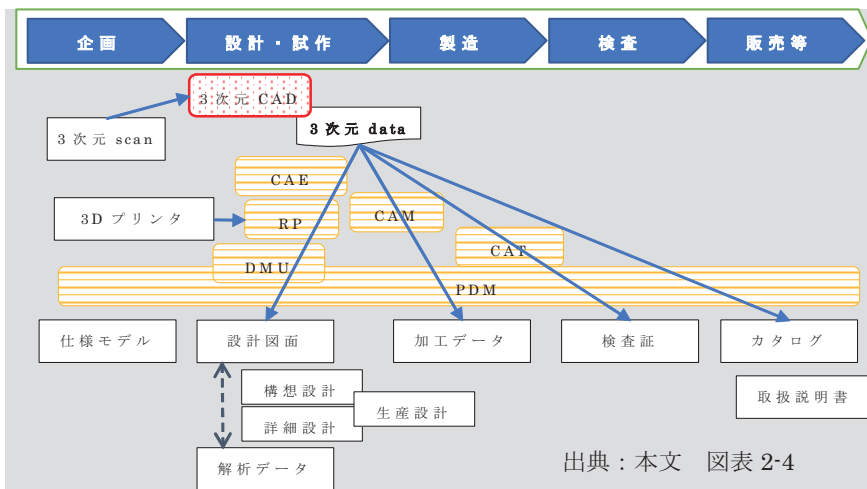 企画
設計・試作
製造
検査
販売等
3次元 CAD
3次元 scan
3次元 data
CAE
3Dプリンタ
RP
CAM
CAT
DMU
PDM
仕様モデル
設計図面
加工データ
検査証
カタログ
構想設計
生産設計
取扱説明書
詳細設計
解析データ
出典：本文 図表 2-4